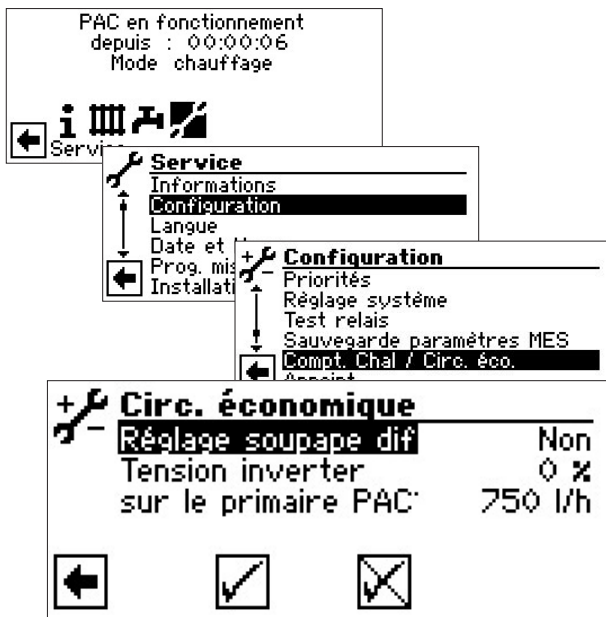 PAC en fonctionnement
depuis : 00:00:06
Mode chauffage
Service
Informations
Configuration
Langue
Date et
Prog.
Configuration
Priorités
Réglage système
Test relais
Sauvegarde paramètres MES
Compt. Chal / Circ. éco.
Appoint
Circ. économique
Réglage soupape dif Non
Tension inverter 0 %
sur le primaire PAC 750 l/h